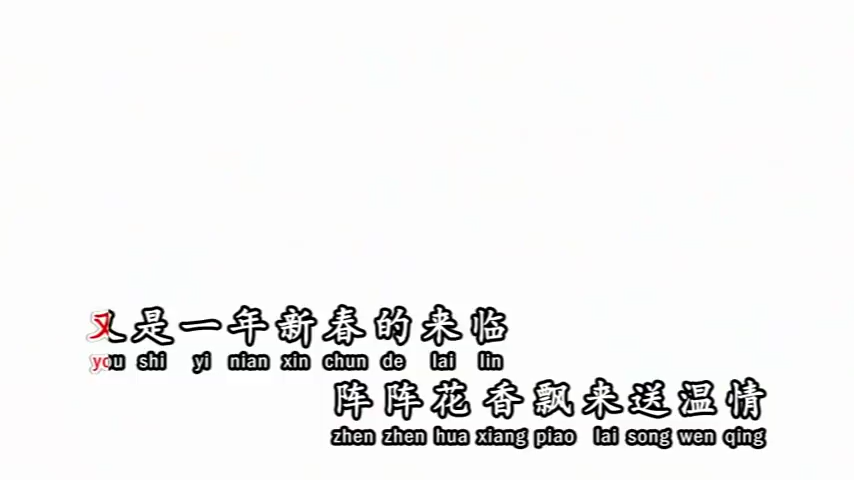 又是一年新春的来临
you shi yi nian xin chun de lai lin
阵阵花香飘来送温情
zhen zhen hua xiang piao lai song wen qing